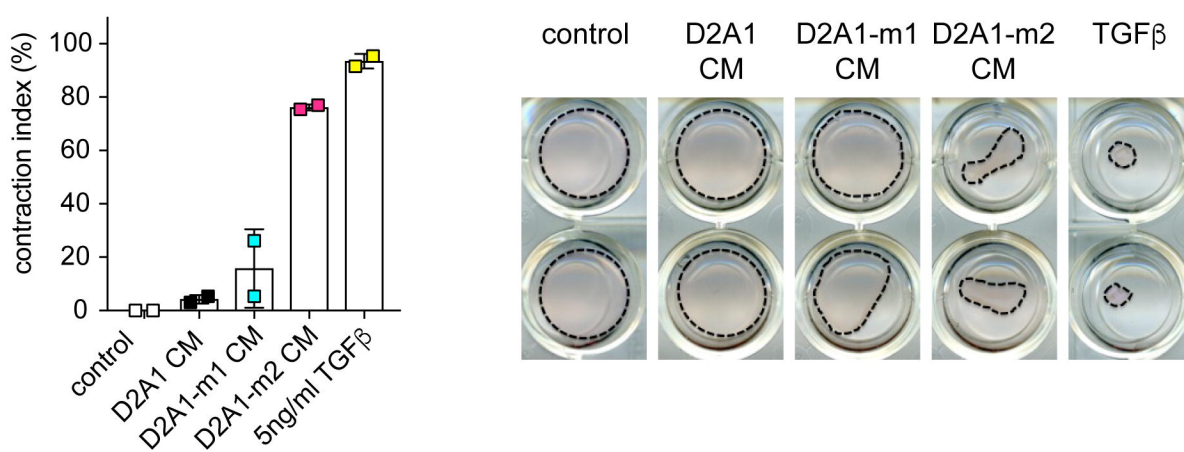 contraction index (%)
100
80
60
40
20
0
control
D2A1 CM
D2A1-m1 CM
D2A1-m2 CM
5ng/ml TGFβ
control
D2A1
CM
D2A1-m1
CM
D2A1-m2
CM
TGFβ